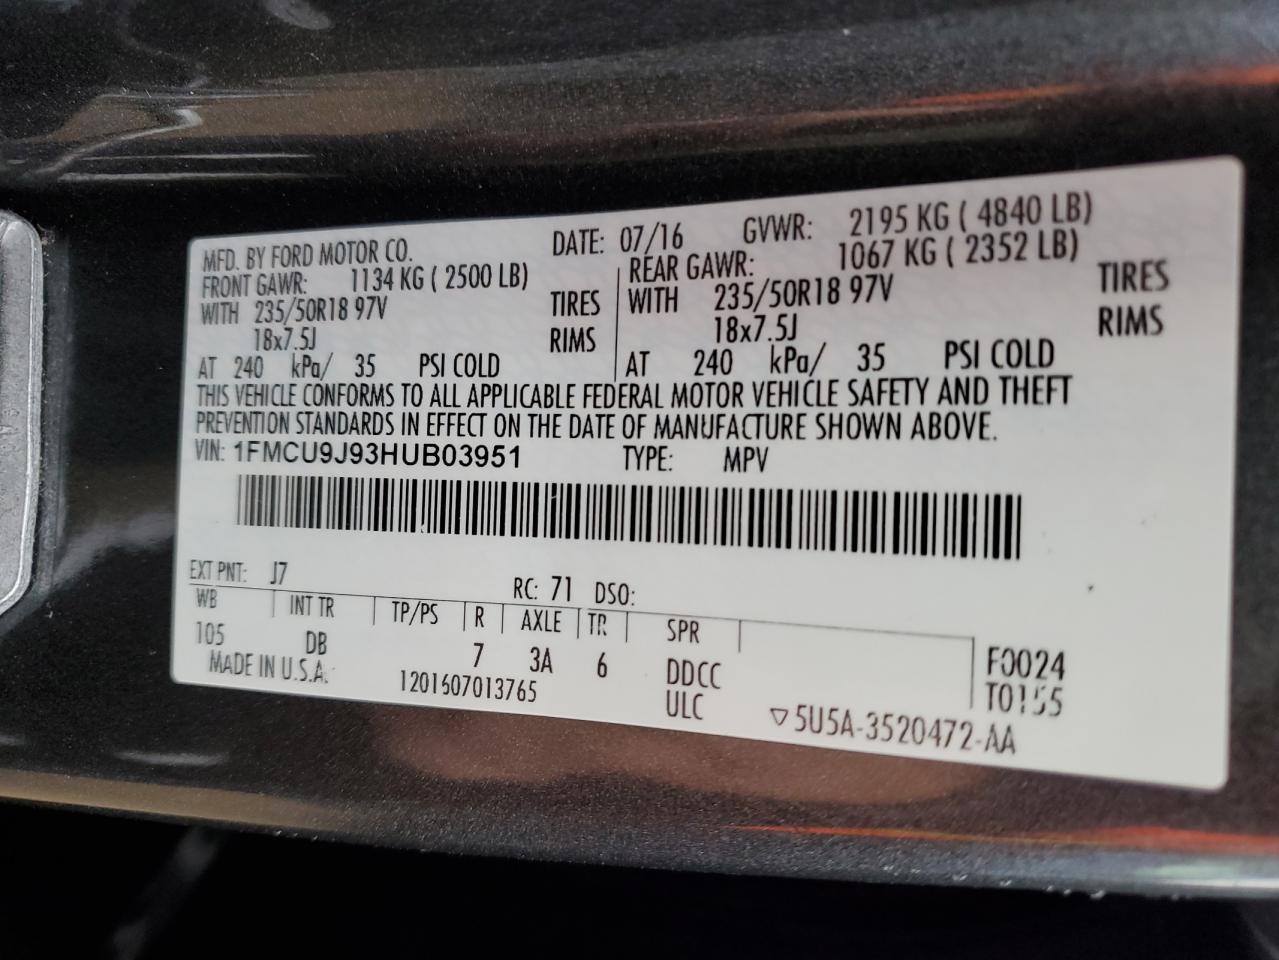 MFD. BY FORD MOTOR CO. DATE: 07/16 GVWR: 2195 KG ( 4840 LB)
FRONT GAWR: 1134 KG ( 2500 LB) REAR GAWR: 1067 KG ( 2352 LB)
WITH 235/50R18 97V TIRES WITH 235/50R18 97V TIRES
18x7.5J RIMS 18x7.5J RIMS
AT 240 kPa/ 35 PSI COLD AT 240 kPa/ 35 PSI COLD
THIS VEHICLE CONFORMS TO ALL APPLICABLE FEDERAL MOTOR VEHICLE SAFETY AND THEFT
PREVENTION STANDARDS IN EFFECT ON THE DATE OF MANUFACTURE SHOWN ABOVE.
VIN: 1FMCU9J93HUB03951 TYPE: MPV
EXT PNT: J7 RC: 71 DSO:
WB INT TR TP/PS R AXLE TR SPR
105 DB 7 3A 6 DDCC F0024
MADE IN U.S.A. 1201607013765 ULC T0155
▽5U5A-3520472-AA